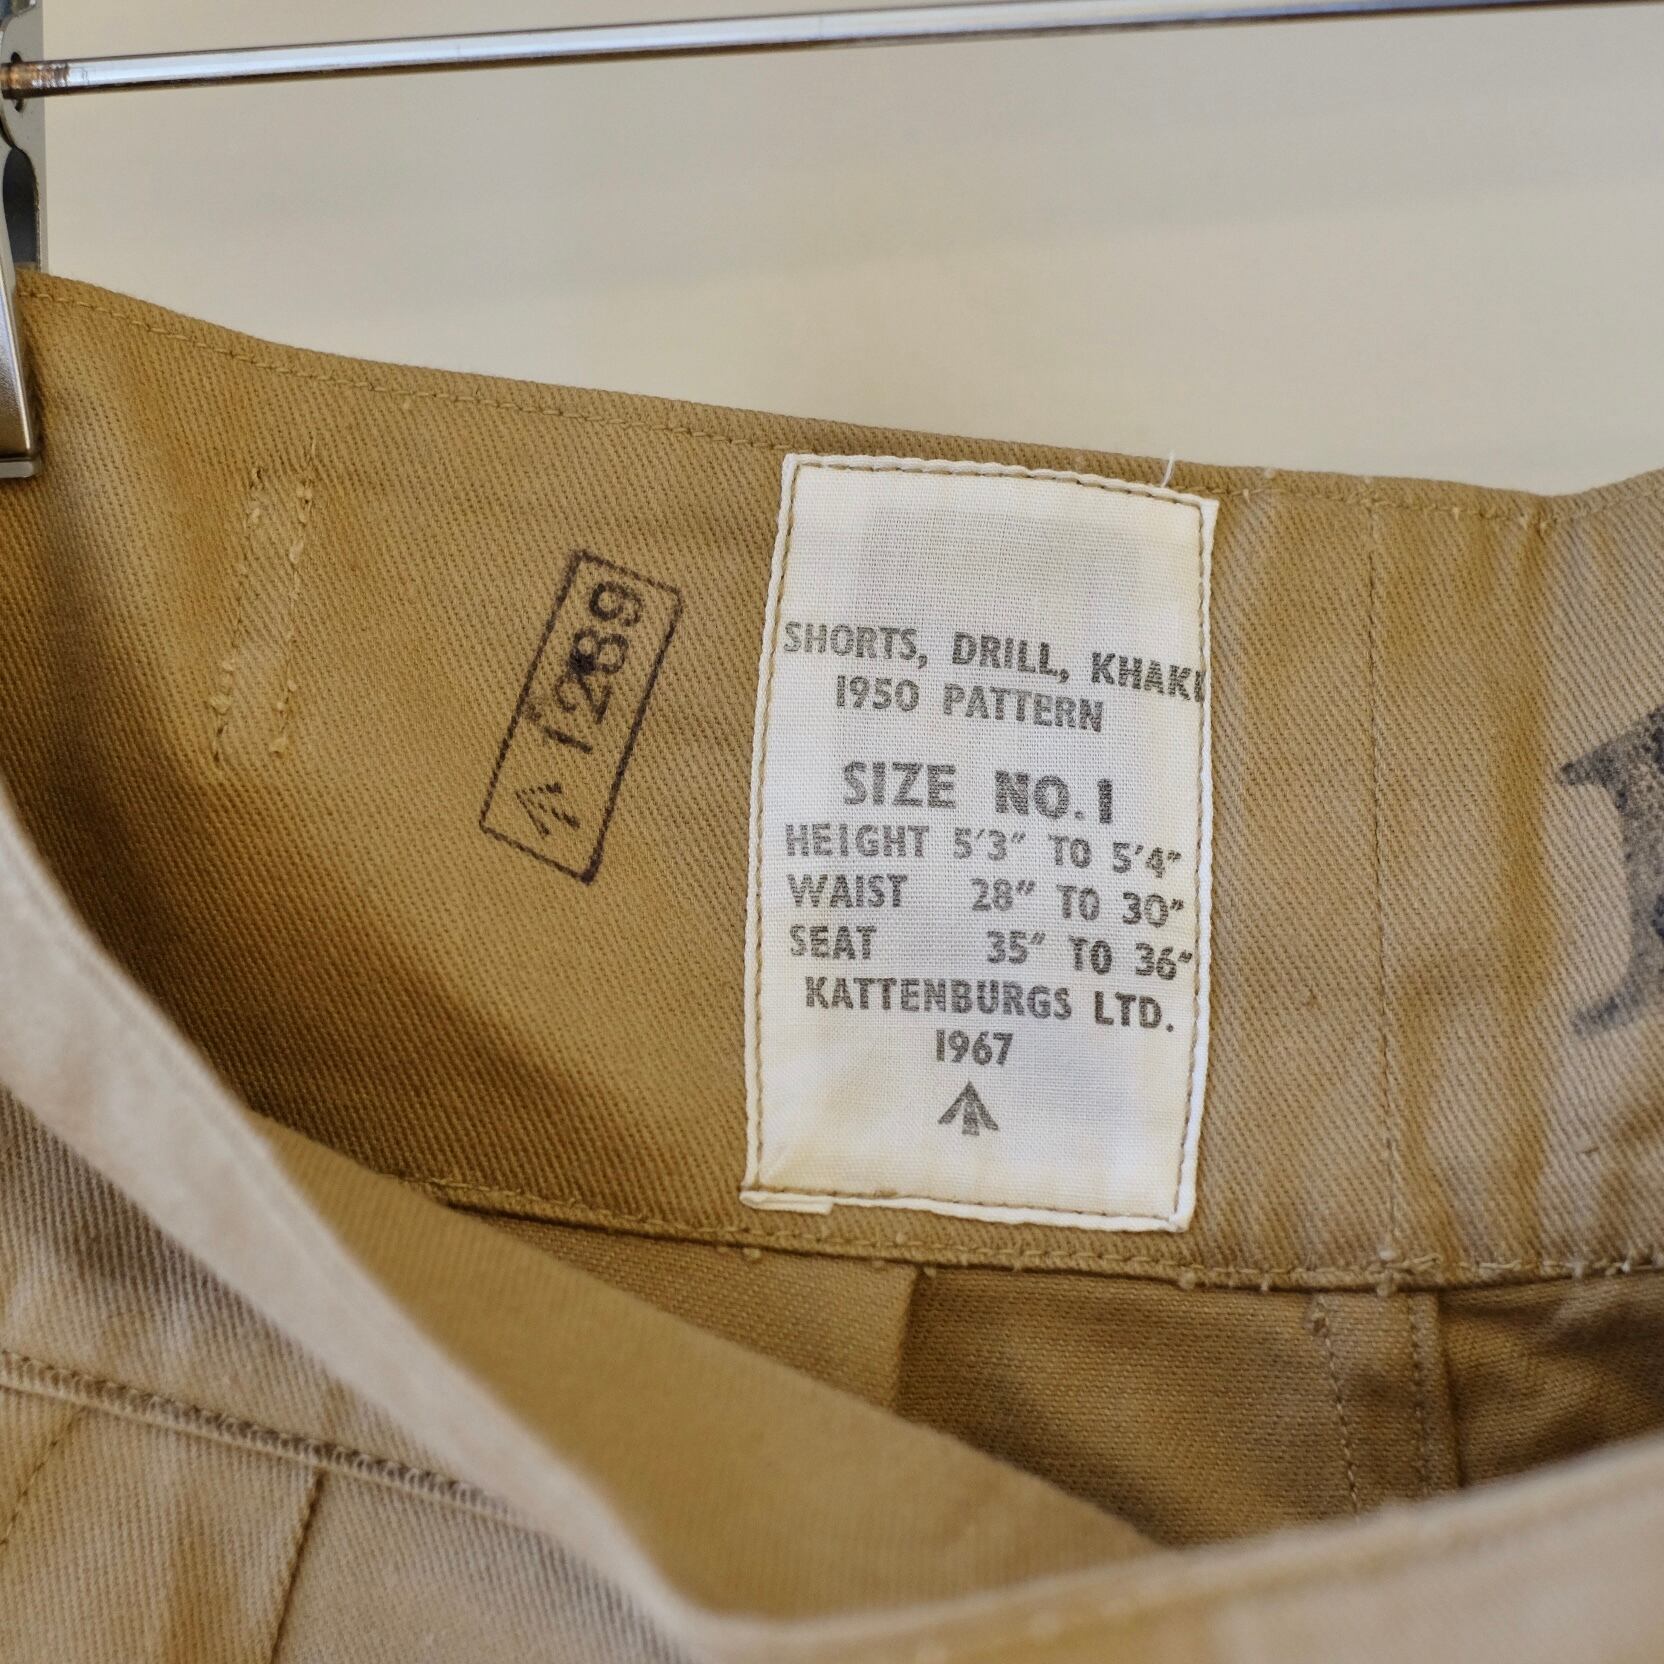 1289
SHORTS, DRILL, KHAKI
1950 PATTERN
SIZE NO.1
HEIGHT 5'3" TO 5'4"
WAIST 28" TO 30"
SEAT 35" TO 36"
KATTENBURGS LTD.
1967